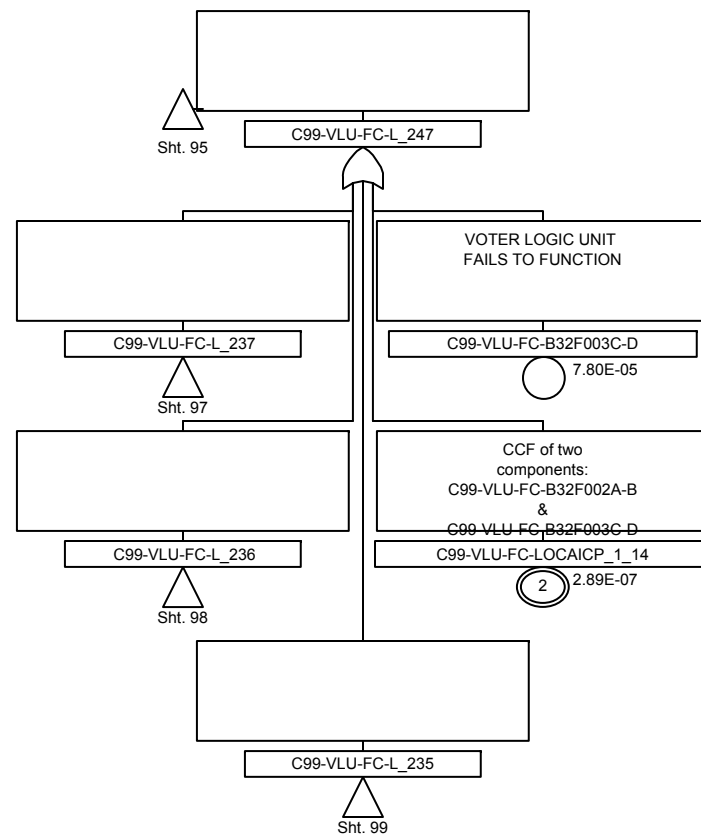 Sht. 95
C99-VLU-FC-L_247
C99-VLU-FC-L_237
Sht. 97
VOTER LOGIC UNIT
FAILS TO FUNCTION
C99-VLU-FC-B32F003C-D
7.80E-05
C99-VLU-FC-L_236
Sht. 98
CCF of two
components:
C99-VLU-FC-B32F002A-B
&
C99-VLU-FC-B32F003C-D
C99-VLU-FC-LOCAICP_1_14
2
2.89E-07
C99-VLU-FC-L_235
Sht. 99